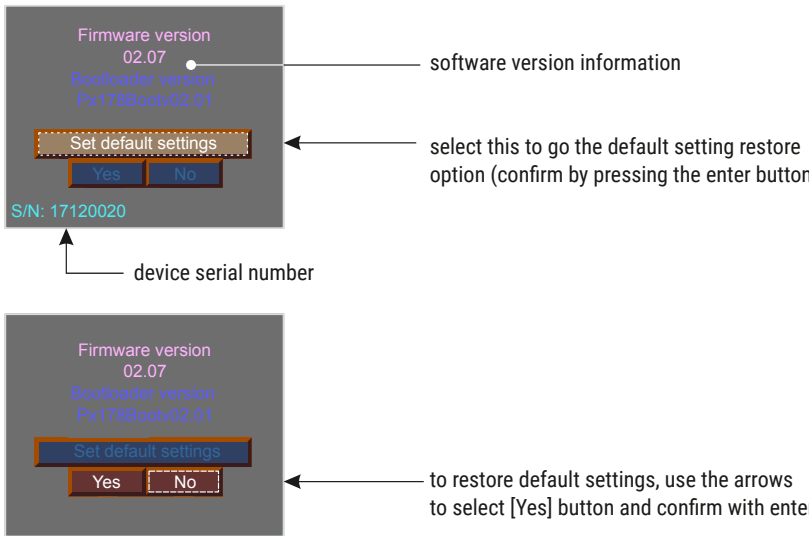 Firmware version
02.07
Bootloader version
Px178Bootv02.01
Set default settings
Yes No
S/N: 17120020
software version information
select this to go the default setting restore
option (confirm by pressing the enter button
device serial number
Firmware version
02.07
Bootloader version
Px178Bootv02.01
Set default settings
Yes No
to restore default settings, use the arrows
to select [Yes] button and confirm with enter